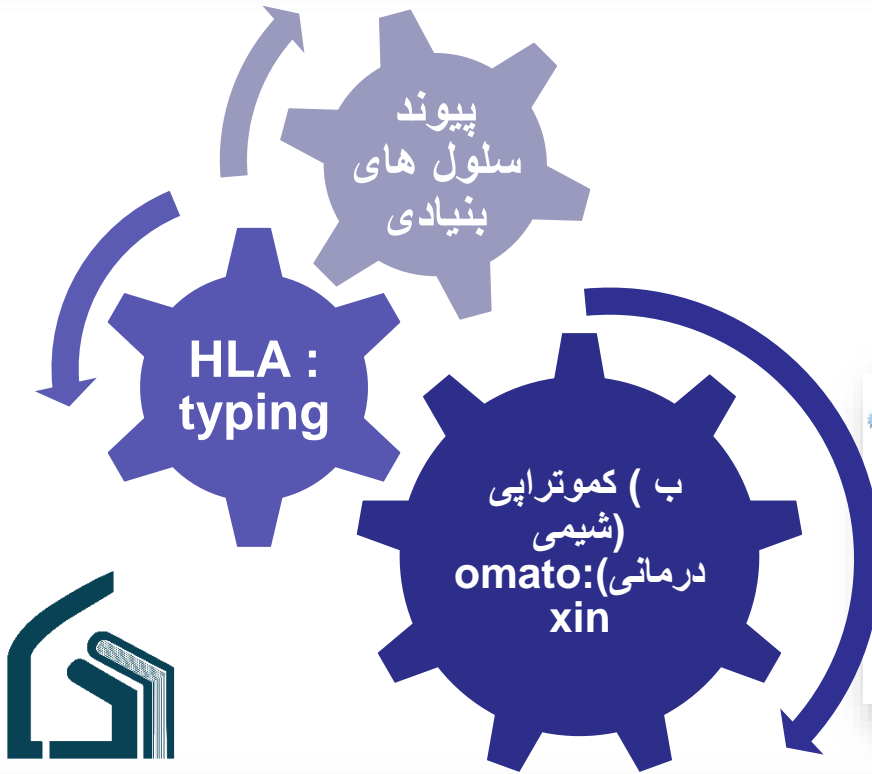 پیوند
سلول های
بنیادی
HLA :
typing
ب ) کموتراپی
(شیمی
درمانی):omato
xin